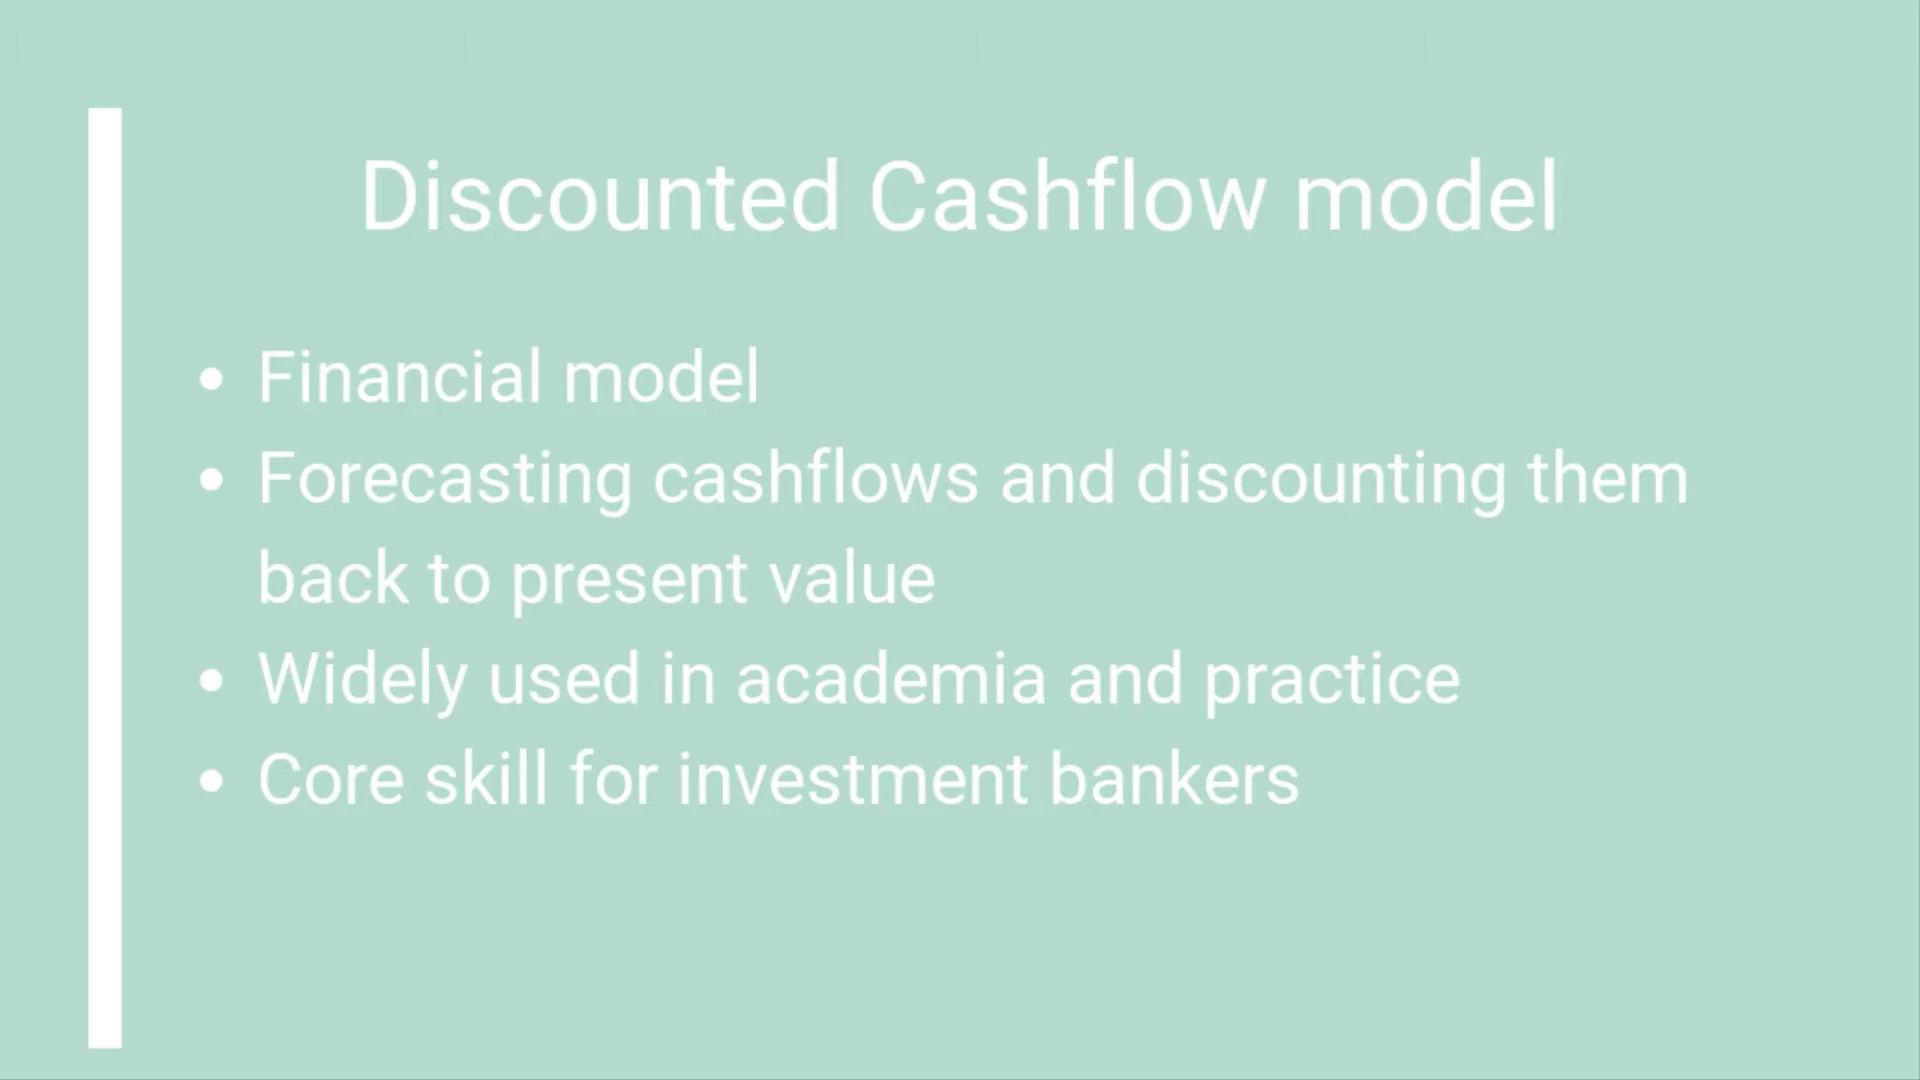 Discounted Cashflow model
• Financial model
• Forecasting cashflows and discounting them
back to present value
• Widely used in academia and practice
• Core skill for investment bankers